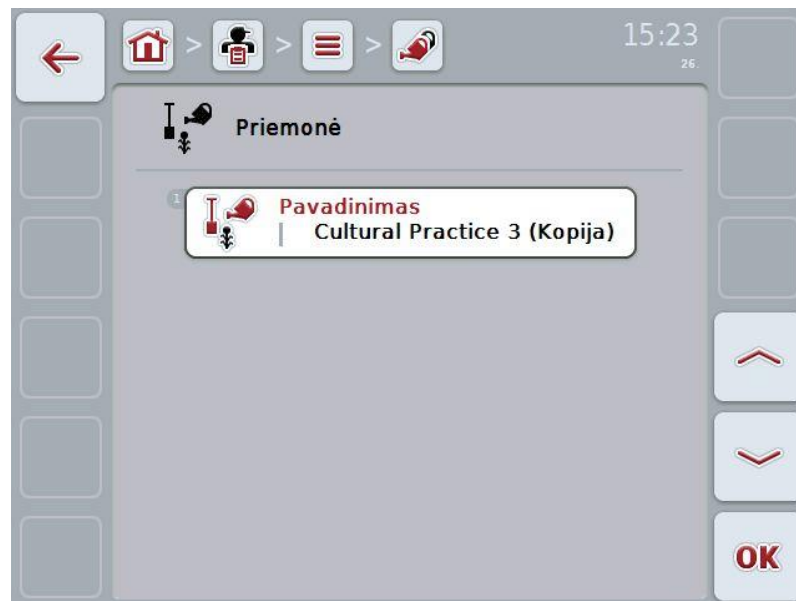 15:23
26.
Priemonė
1
Pavadinimas
Cultural Practice 3 (Kopija)
OK